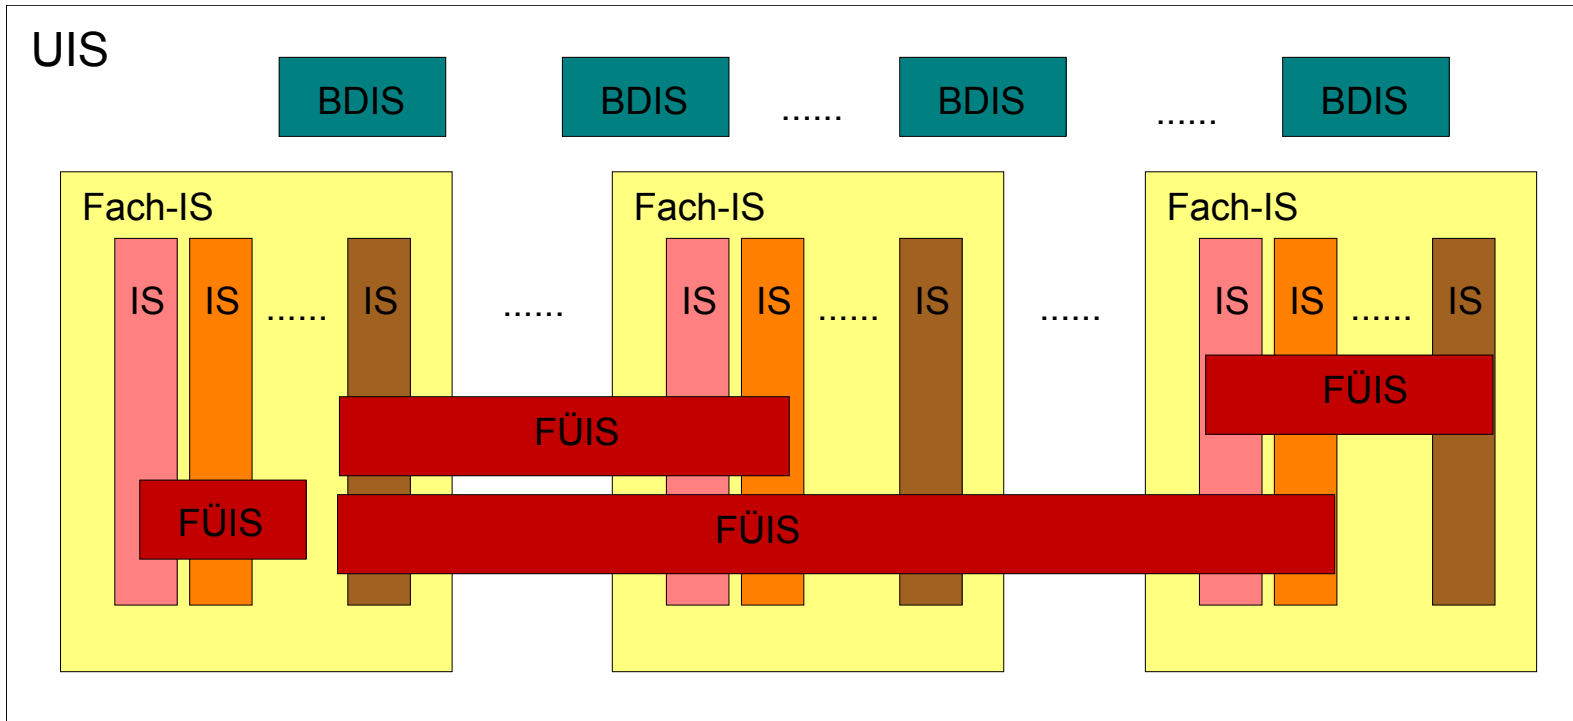 UIS
BDIS BDIS ...... BDIS ...... BDIS
Fach-IS Fach-IS Fach-IS
IS IS ...... IS ...... IS IS ...... IS ...... IS IS ...... IS
FÜIS
FÜIS
FÜIS FÜIS